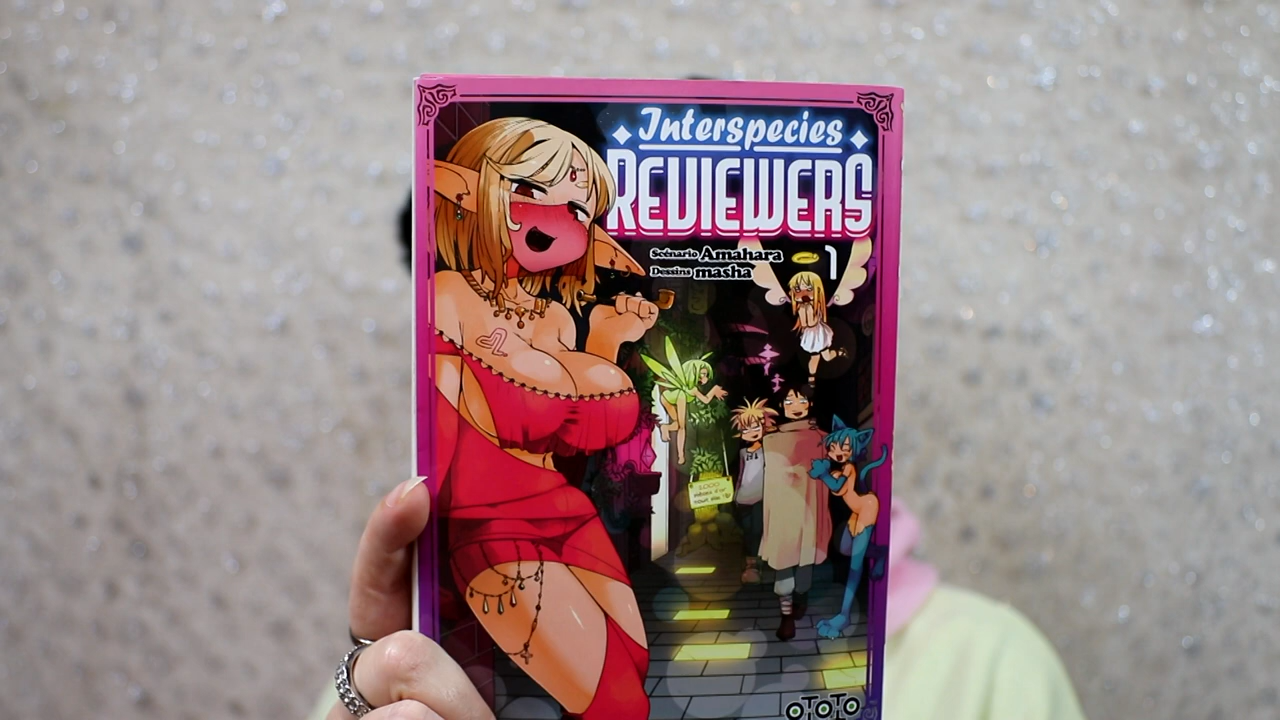 Interspecies
REVIEWERS
Scénario Amahara
Dessins masha
1
OTOTO